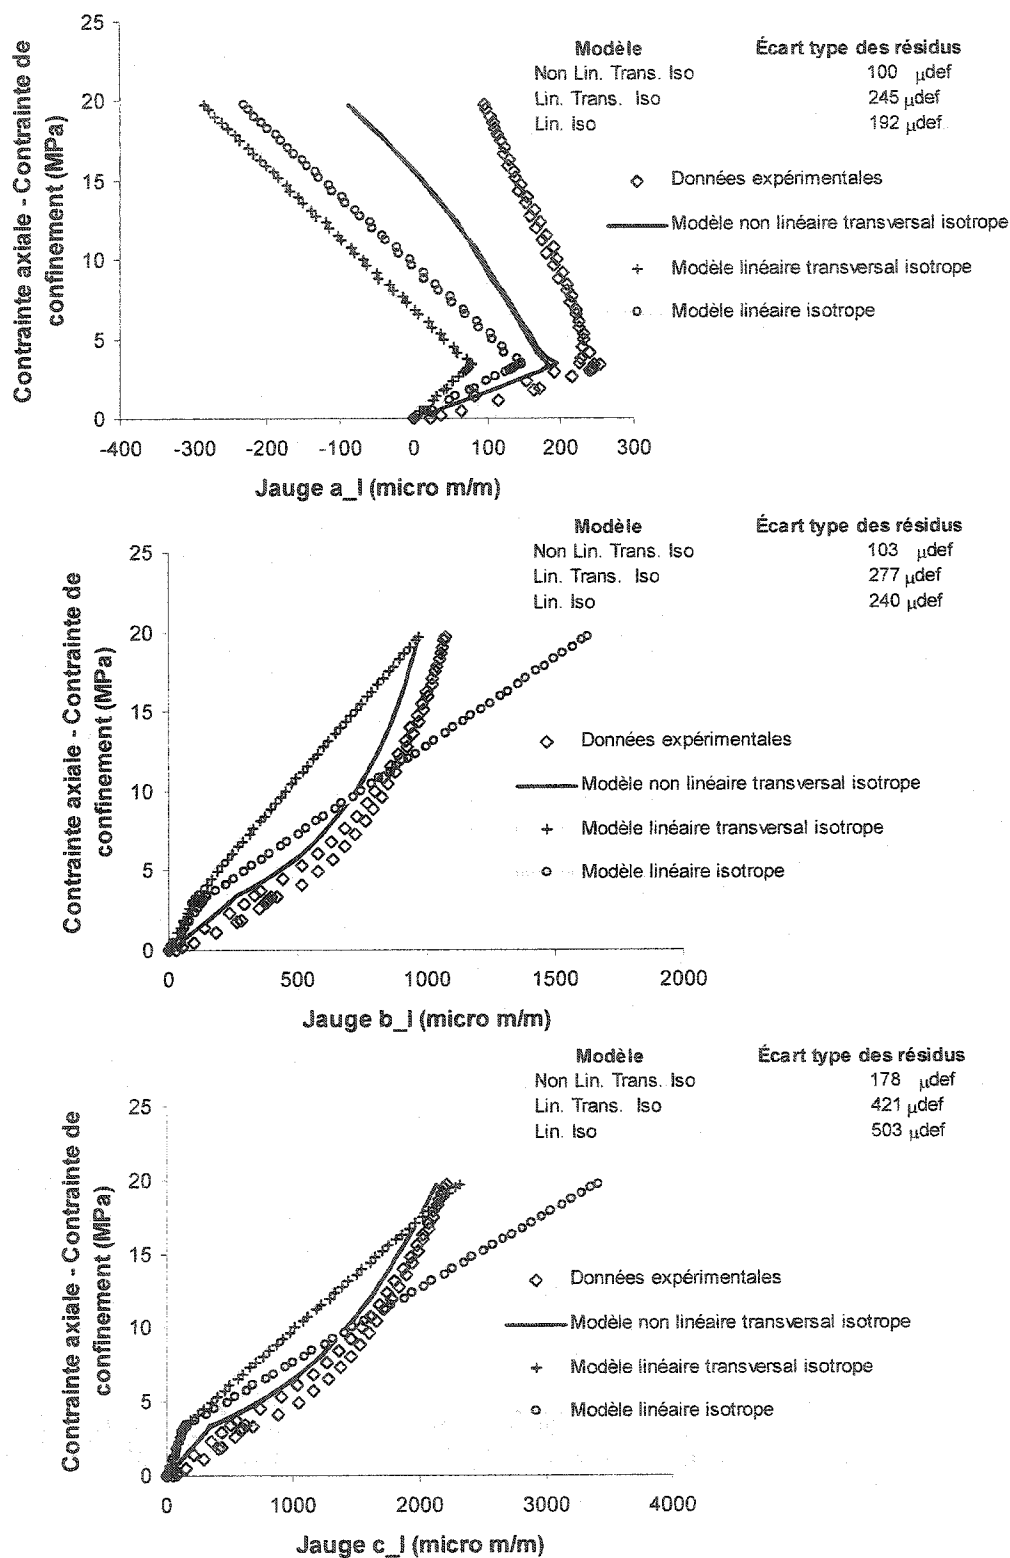 Contrainte axiale - Contrainte de
confinement (MPa)
25
20
15
10
5
0
-400 -300 -200 -100 0 100 200 300
Jauge a_l (micro m/m)
Modèle Écart type des résidus
Non Lin. Trans. Iso 100 μdef
Lin. Trans. Iso 245 μdef
Lin. Iso 192 μdef
Données expérimentales
Modèle non linéaire transversal isotrope
Modèle linéaire transversal isotrope
Modèle linéaire isotrope
Contrainte axiale - Contrainte de
confinement (MPa)
25
20
15
10
5
0
0 500 1000 1500 2000
Jauge b_l (micro m/m)
Modèle Écart type des résidus
Non Lin. Trans. Iso 103 μdef
Lin. Trans. Iso 277 μdef
Lin. Iso 240 μdef
Données expérimentales
Modèle non linéaire transversal isotrope
Modèle linéaire transversal isotrope
Modèle linéaire isotrope
Contrainte axiale - Contrainte de
confinement (MPa)
25
20
15
10
5
0
0 1000 2000 3000 4000
Jauge c_l (micro m/m)
Modèle Écart type des résidus
Non Lin. Trans. Iso 178 μdef
Lin. Trans. Iso 421 μdef
Lin. Iso 503 μdef
Données expérimentales
Modèle non linéaire transversal isotrope
Modèle linéaire transversal isotrope
Modèle linéaire isotrope